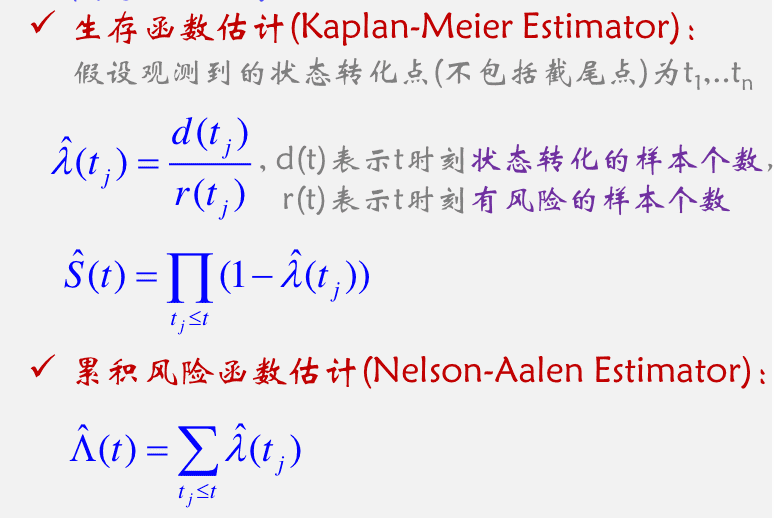 ✓ 生存函数估计(Kaplan-Meier Estimator)：
假设观测到的状态转化点(不包括截尾点)为t₁,..tₙ
λ̂(tⱼ) = d(tⱼ) / r(tⱼ) , d(t)表示t时刻状态转化的样本个数,
r(t)表示t时刻有风险的样本个数
Ŝ(t) = ∏_{tⱼ≤t} (1 − λ̂(tⱼ))
✓ 累积风险函数估计(Nelson-Aalen Estimator)：
Λ̂(t) = ∑_{tⱼ≤t} λ̂(tⱼ)